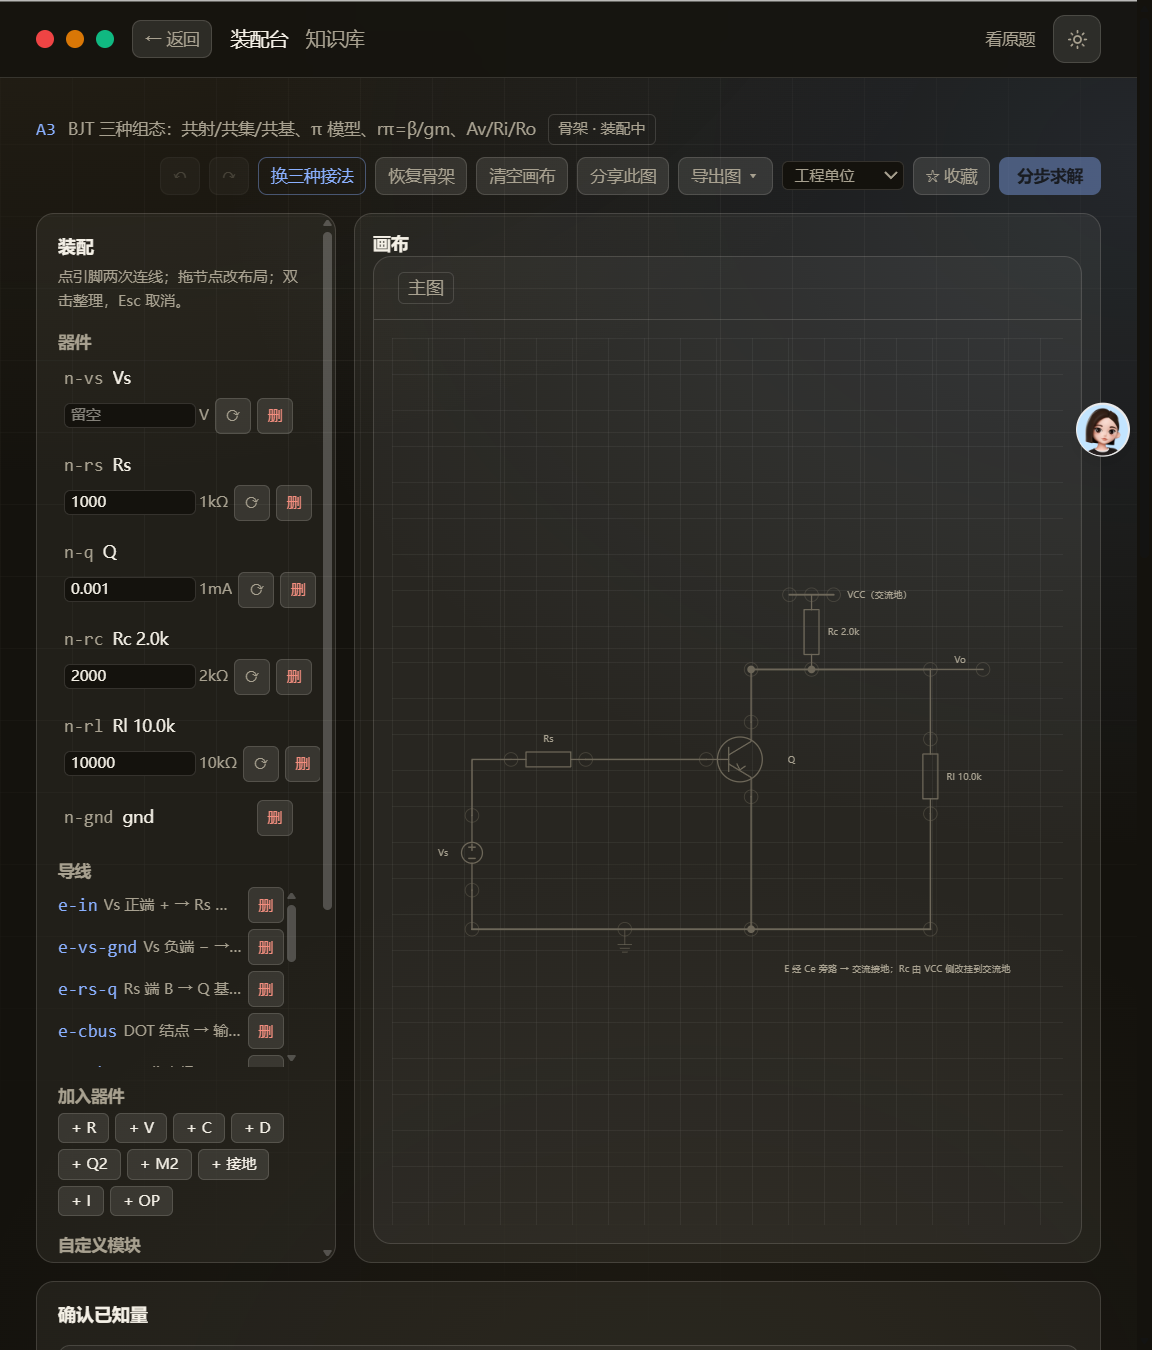 ← 返回 装配台 知识库 看原题
A3 BJT 三种组态：共射/共集/共基、π 模型、rπ=β/gm、Av/Ri/Ro 骨架 · 装配中
换三种接法 恢复骨架 清空画布 分享此图 导出图 工程单位 ☆ 收藏 分步求解
装配
点引脚两次连线；拖节点改布局；双
击整理，Esc 取消。
器件
n-vs Vs
留空 V 删
n-rs Rs
1000 1kΩ 删
n-q Q
0.001 1mA 删
n-rc Rc 2.0k
2000 2kΩ 删
n-rl Rl 10.0k
10000 10kΩ 删
n-gnd gnd 删
导线
e-in Vs 正端 + → Rs ... 删
e-vs-gnd Vs 负端 − → ... 删
e-rs-q Rs 端 B → Q 基... 删
e-cbus DOT 结点 → 输... 删
加入器件
+ R + V + C + D
+ Q2 + M2 + 接地
+ I + OP
自定义模块
画布
主图
VCC（交流地）
Rc 2.0k
Vo
Rs
Q
Rl 10.0k
Vs
E 经 Ce 旁路 → 交流接地；Rc 由 VCC 侧改挂到交流地
确认已知量